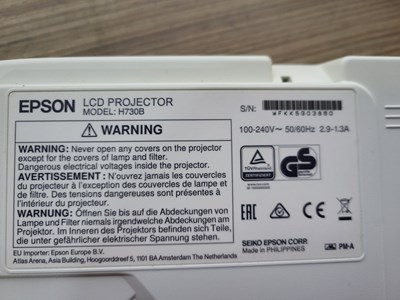 EPSON LCD PROJECTOR
MODEL: H730B
S/N: WFKK5903880
100-240V~ 50/60Hz 2.9-1.3A
WARNING: Never open any covers on the projector
except for the covers of lamp and filter.
Dangerous electrical voltages inside the projector.
AVERTISSEMENT : N'ouvrez jamais les couvercles
du projecteur, à l'exception des couvercles de lampe
et de filtre. Des tensions dangereuses sont présentes
à l'intérieur du projecteur.
WARNUNG: Öffnen Sie bis auf die Abdeckungen von
Lampe und Filter niemals irgendwelche Abdeckungen am
Projektor. Im Inneren des Projektors befinden sich Teile,
die unter gefährlicher elektrischer Spannung stehen.
EU Importer: Epson Europe B.V.
Atlas Arena, Asia Building, Hoogoorddreef 5, 1101 BA Amsterdam The Netherlands
TÜVRheinland
CERTIFIED
GS
EAC
SEIKO EPSON CORP.
Made in PHILIPPINES
PM-A